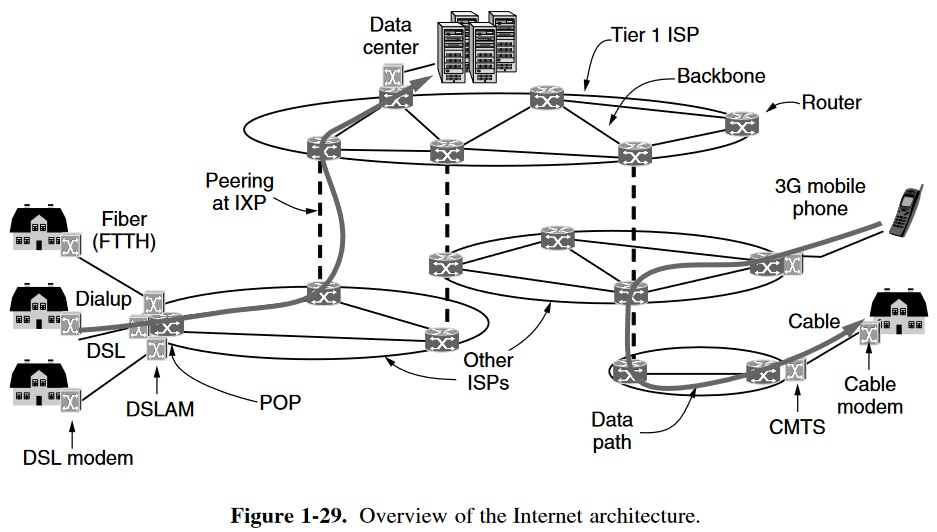 Data
center
Tier 1 ISP
Backbone
Router
Peering
at IXP
3G mobile
phone
Fiber
(FTTH)
Dialup
DSL
Cable
Other
ISPs
DSLAM
POP
Data
path
CMTS
Cable
modem
DSL modem
Figure 1-29. Overview of the Internet architecture.